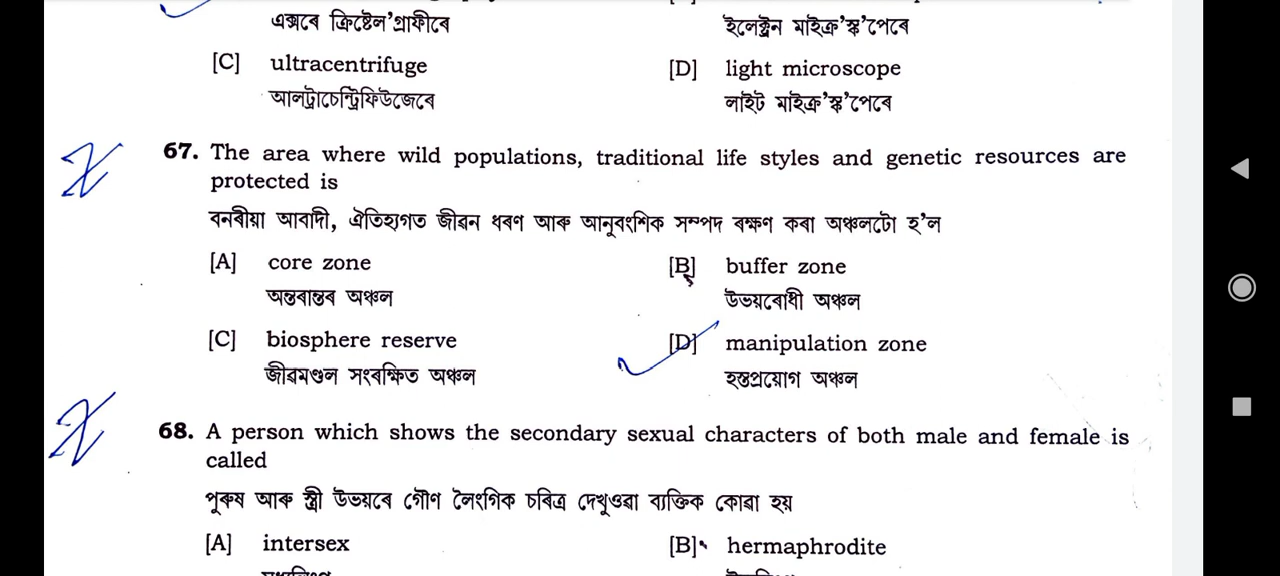 এক্সৰে ক্ৰিষ্টেল'গ্ৰাফীৰে
ইলেক্ট্ৰন মাইক্ৰ'স্ক'পেৰে
[C] ultracentrifuge
[D] light microscope
আলট্ৰাচেন্ট্ৰিফিউজেৰে
লাইট মাইক্ৰ'স্ক'পেৰে
67. The area where wild populations, traditional life styles and genetic resources are
protected is
বনৰীয়া আবাদী, ঐতিহ্যগত জীৱন ধৰণ আৰু আনুবংশিক সম্পদ ৰক্ষণ কৰা অঞ্চলটো হ'ল
[A] core zone
[B] buffer zone
অন্তৰান্তৰ অঞ্চল
উভয়ৰোধী অঞ্চল
[C] biosphere reserve
[D] manipulation zone
জীৱমণ্ডল সংৰক্ষিত অঞ্চল
হস্তপ্ৰয়োগ অঞ্চল
68. A person which shows the secondary sexual characters of both male and female is
called
পুৰুষ আৰু স্ত্ৰী উভয়ৰে গৌণ লৈংগিক চৰিত্ৰ দেখুওৱা ব্যক্তিক কোৱা হয়
[A] intersex
[B] hermaphrodite